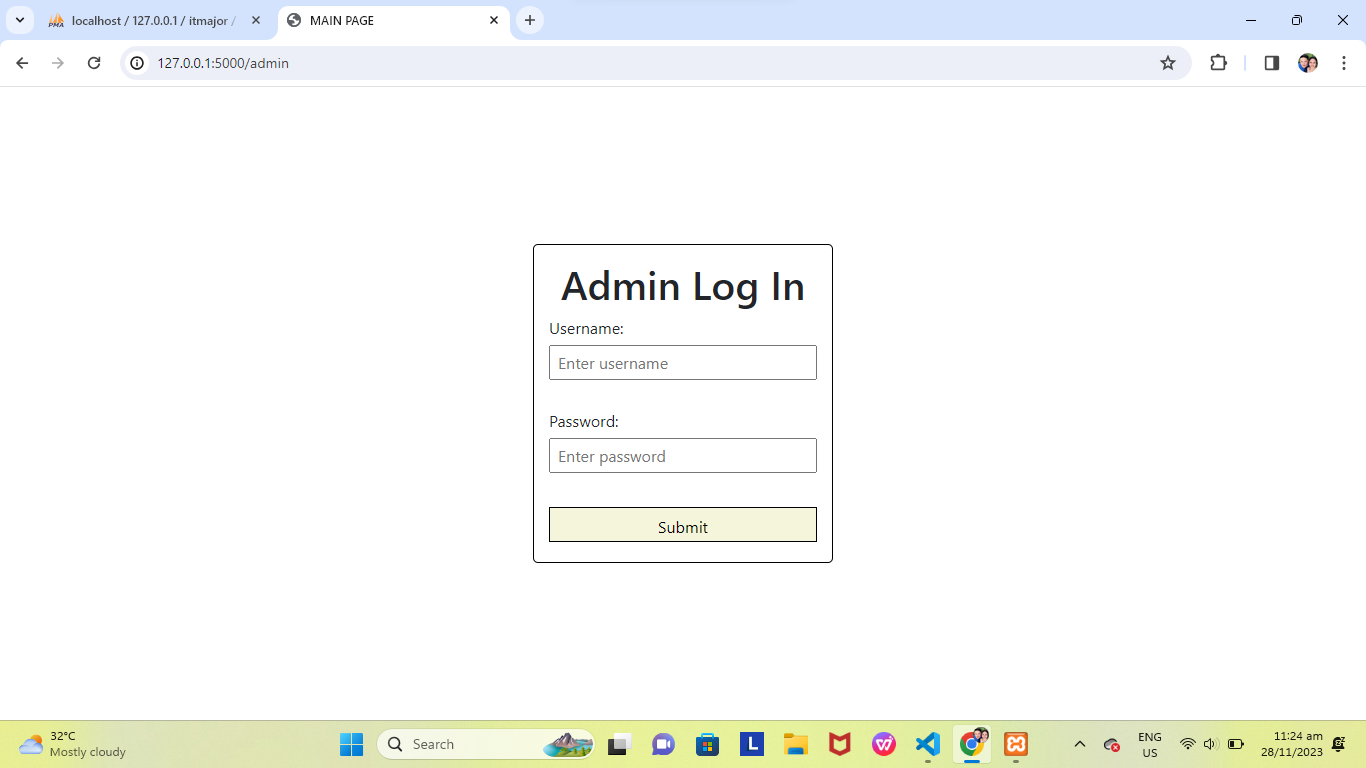 localhost / 127.0.0.1 / itmajor /
MAIN PAGE
127.0.0.1:5000/admin
Admin Log In
Username:
Enter username
Password:
Enter password
Submit
32°C
Mostly cloudy
Search
ENG
US
11:24 am
28/11/2023